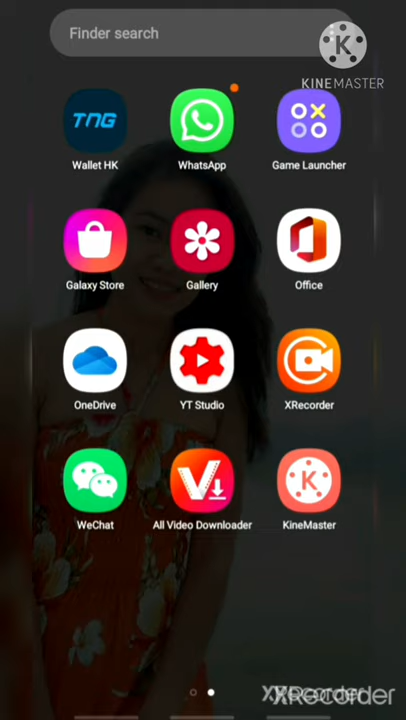 Finder search
KINEMASTER
TNG
Wallet HK
WhatsApp
Game Launcher
Galaxy Store
Gallery
Office
OneDrive
YT Studio
XRecorder
WeChat
All Video Downloader
KineMaster
XRecorder